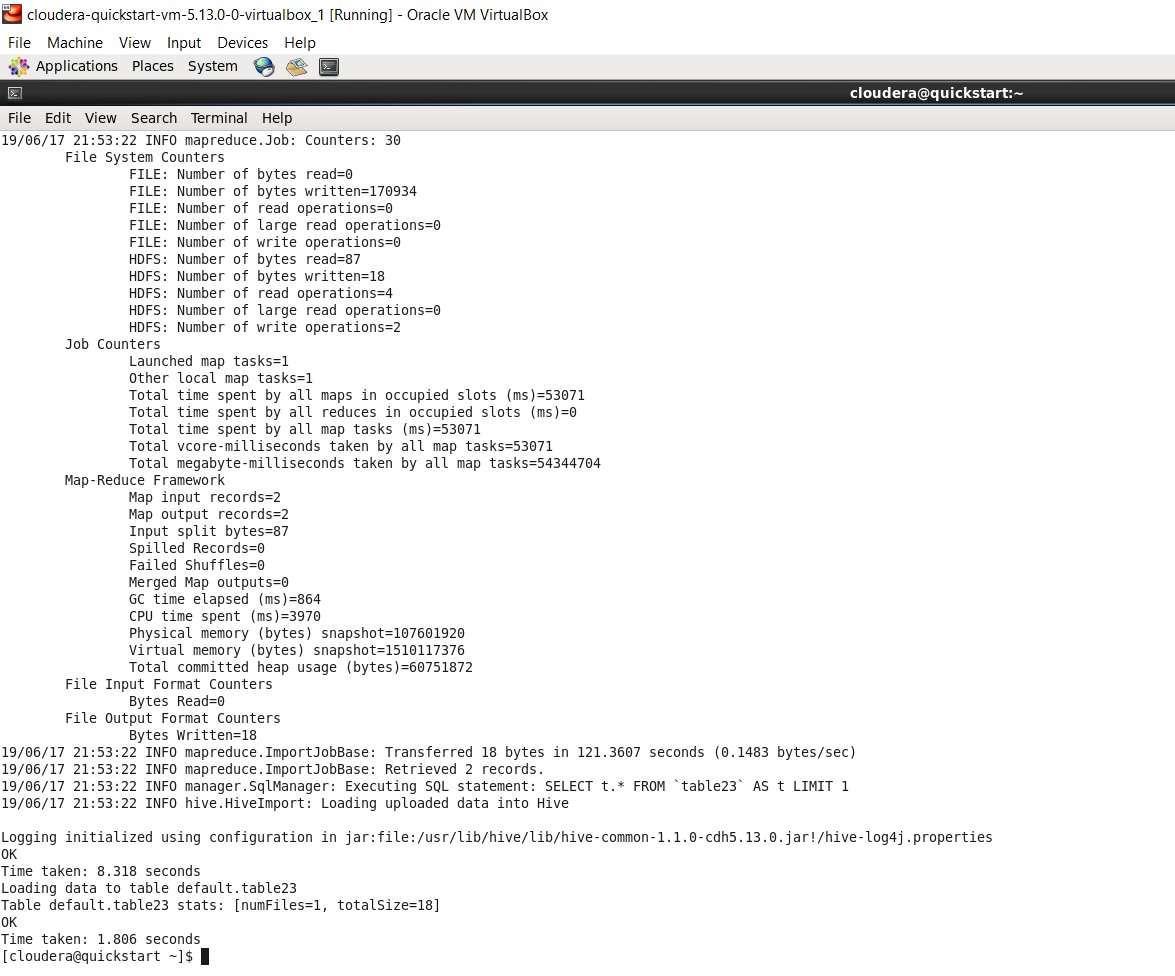 cloudera-quickstart-vm-5.13.0-0-virtualbox_1 [Running] - Oracle VM VirtualBox
File Machine View Input Devices Help
Applications Places System
cloudera@quickstart:~
File Edit View Search Terminal Help
19/06/17 21:53:22 INFO mapreduce.Job: Counters: 30
File System Counters
FILE: Number of bytes read=0
FILE: Number of bytes written=170934
FILE: Number of read operations=0
FILE: Number of large read operations=0
FILE: Number of write operations=0
HDFS: Number of bytes read=87
HDFS: Number of bytes written=18
HDFS: Number of read operations=4
HDFS: Number of large read operations=0
HDFS: Number of write operations=2
Job Counters
Launched map tasks=1
Other local map tasks=1
Total time spent by all maps in occupied slots (ms)=53071
Total time spent by all reduces in occupied slots (ms)=0
Total time spent by all map tasks (ms)=53071
Total vcore-milliseconds taken by all map tasks=53071
Total megabyte-milliseconds taken by all map tasks=54344704
Map-Reduce Framework
Map input records=2
Map output records=2
Input split bytes=87
Spilled Records=0
Failed Shuffles=0
Merged Map outputs=0
GC time elapsed (ms)=864
CPU time spent (ms)=3970
Physical memory (bytes) snapshot=107601920
Virtual memory (bytes) snapshot=1510117376
Total committed heap usage (bytes)=60751872
File Input Format Counters
Bytes Read=0
File Output Format Counters
Bytes Written=18
19/06/17 21:53:22 INFO mapreduce.ImportJobBase: Transferred 18 bytes in 121.3607 seconds (0.1483 bytes/sec)
19/06/17 21:53:22 INFO mapreduce.ImportJobBase: Retrieved 2 records.
19/06/17 21:53:22 INFO manager.SqlManager: Executing SQL statement: SELECT t.* FROM `table23` AS t LIMIT 1
19/06/17 21:53:22 INFO hive.HiveImport: Loading uploaded data into Hive
Logging initialized using configuration in jar:file:/usr/lib/hive/lib/hive-common-1.1.0-cdh5.13.0.jar!/hive-log4j.properties
OK
Time taken: 8.318 seconds
Loading data to table default.table23
Table default.table23 stats: [numFiles=1, totalSize=18]
OK
Time taken: 1.806 seconds
[cloudera@quickstart ~]$